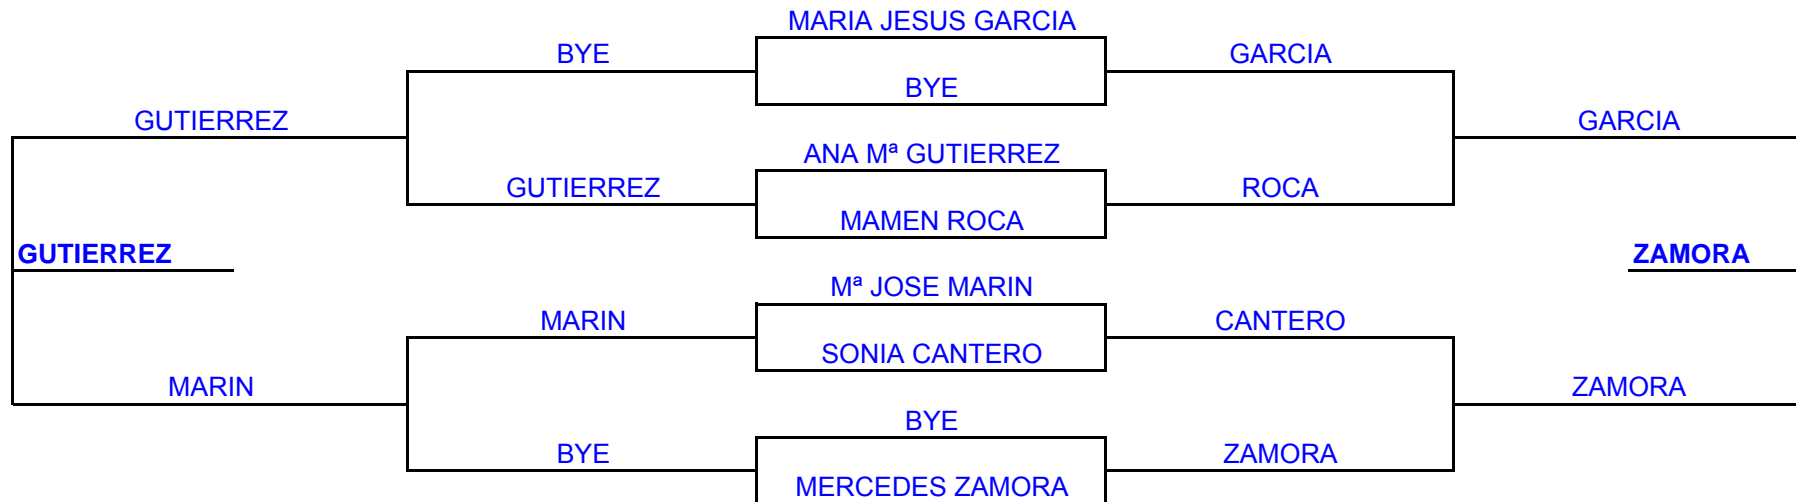 MARIA JESUS GARCIA
BYE
GARCIA
BYE
GUTIERREZ
GARCIA
ANA Mª GUTIERREZ
GUTIERREZ
ROCA
MAMEN ROCA
GUTIERREZ
ZAMORA
Mª JOSE MARIN
MARIN
CANTERO
SONIA CANTERO
MARIN
ZAMORA
BYE
BYE
ZAMORA
MERCEDES ZAMORA